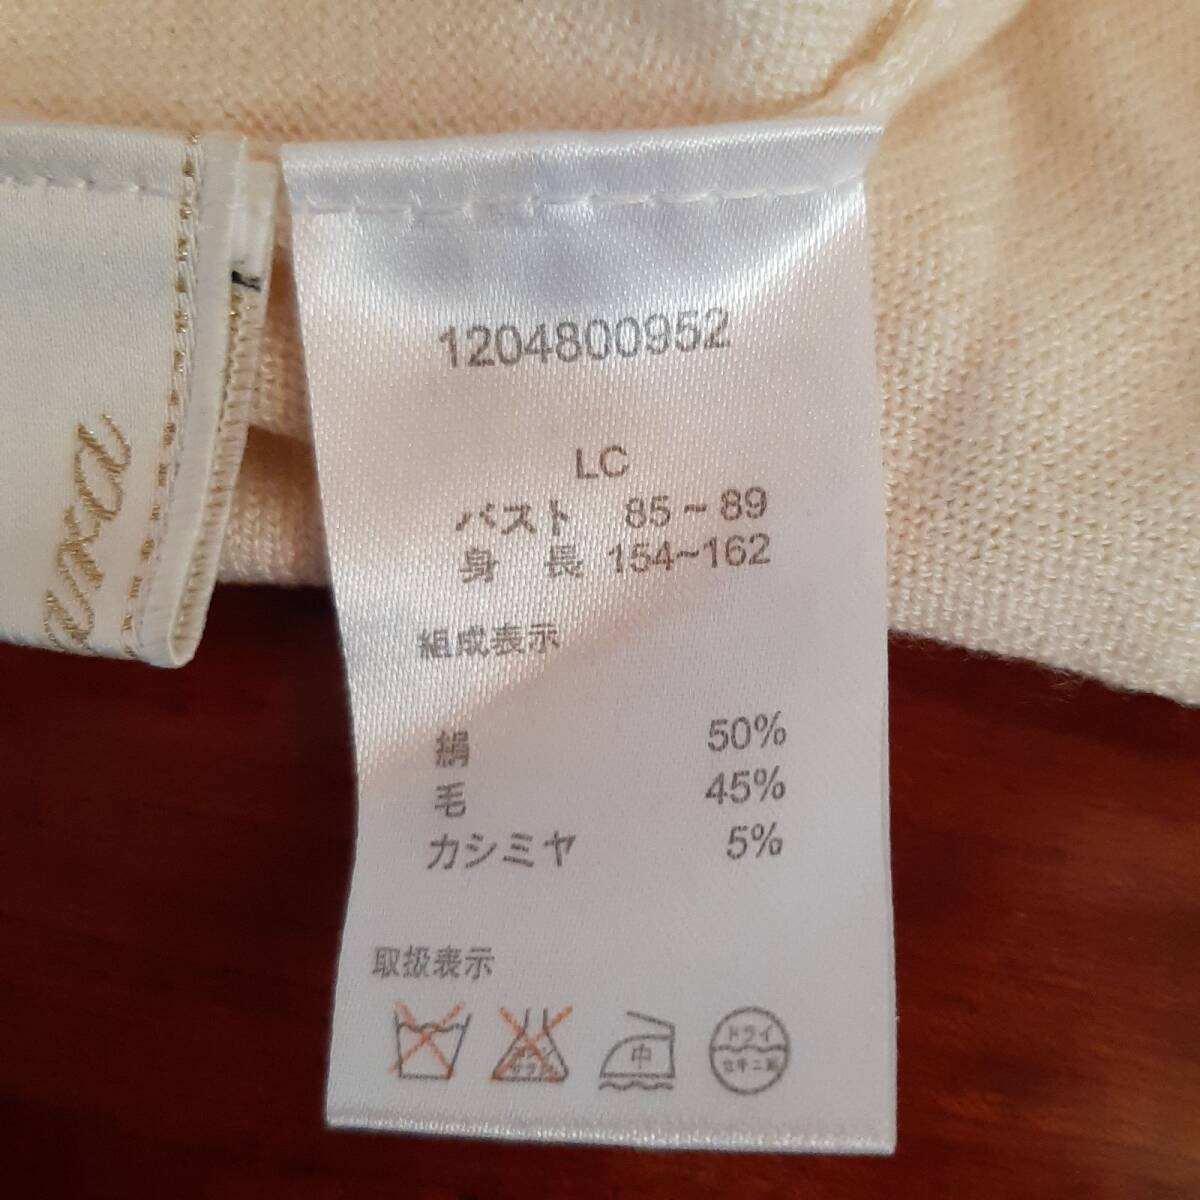 1204800952
LC
バスト 85~89
身長 154~162
組成表示
綿 50%
毛 45%
カシミヤ 5%
取扱表示
中
ドライ
セキユ系